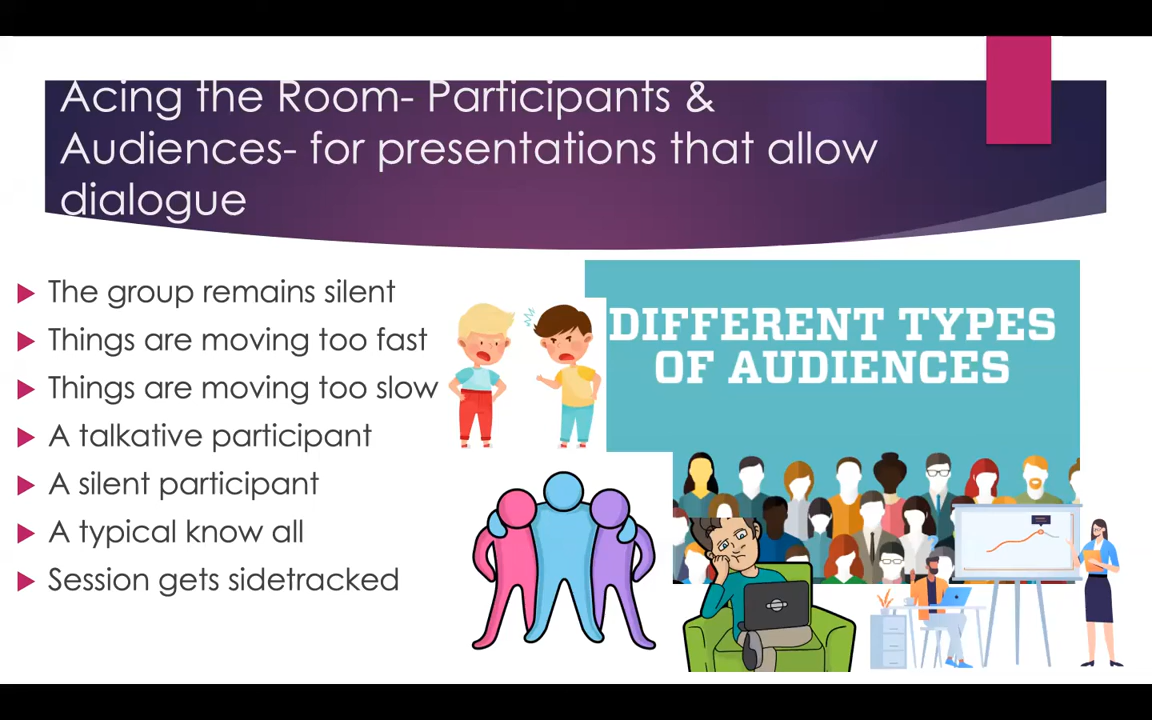 Acing the Room- Participants &
Audiences- for presentations that allow
dialogue
The group remains silent
Things are moving too fast
Things are moving too slow
A talkative participant
A silent participant
A typical know all
Session gets sidetracked
DIFFERENT TYPES
OF AUDIENCES